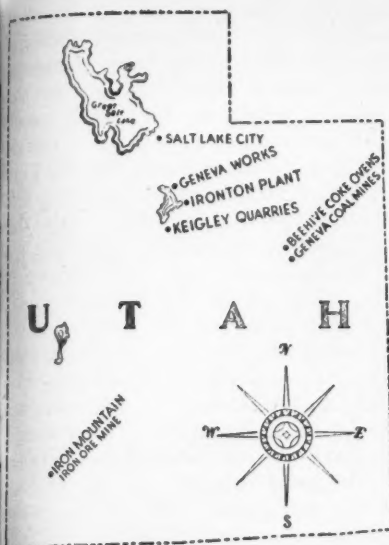 Great
Salt
Lake
SALT LAKE CITY
GENEVA WORKS
IRONTON PLANT
KEIGLEY QUARRIES
BEEHIVE COKE OVENS
GENEVA COAL MINES
U T A H
N
W E
S
IRON MOUNTAIN
IRON ORE MINE